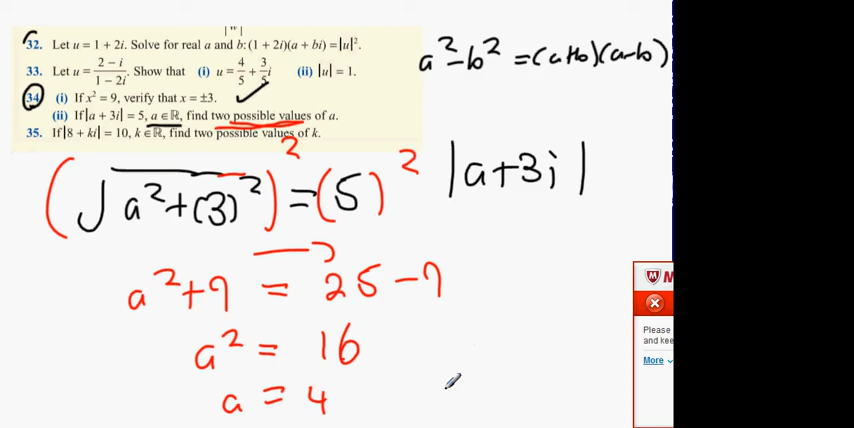 32. Let u = 1 + 2i. Solve for real a and b: (1 + 2i)(a + bi) = |u|².
33. Let u = \frac{2 − i}{1 − 2i}. Show that (i) u = \frac{4}{5} + \frac{3}{5}i (ii) |u| = 1.
34. (i) If x² = 9, verify that x = ±3.
(ii) If |a + 3i| = 5, a ∈ ℝ, find two possible values of a.
35. If |8 + ki| = 10, k ∈ ℝ, find two possible values of k.
a² − b² = (a+b)(a−b)
(√a² + (3)²)² = (5)² |a+3i|
a² + 9 = 25 − 9
a² = 16
a = 4
M
Please
and kee
More